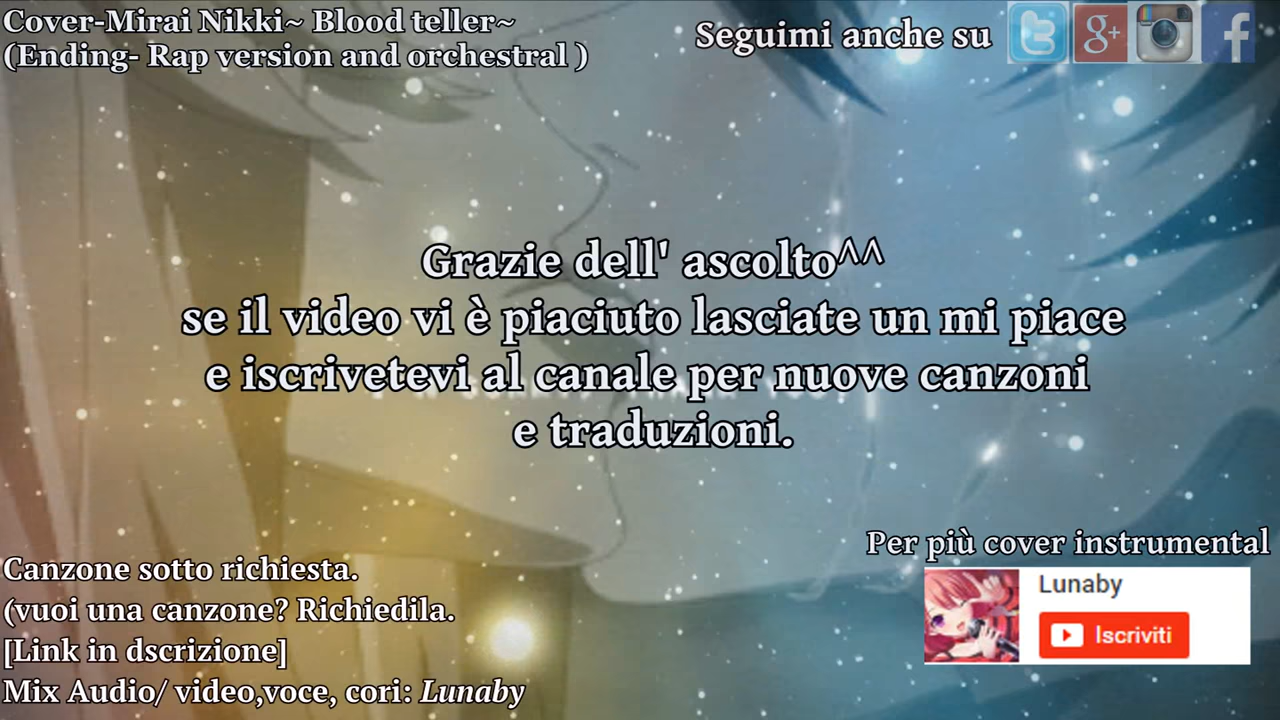 Cover-Mirai Nikki~ Blood teller~
(Ending- Rap version and orchestral )
Seguimi anche su
g+
f
Grazie dell' ascolto^^
se il video vi è piaciuto lasciate un mi piace
e iscrivetevi al canale per nuove canzoni
e traduzioni.
Per più cover instrumental
Lunaby
Iscriviti
Canzone sotto richiesta.
(vuoi una canzone? Richiedila.
[Link in dscrizione]
Mix Audio/ video,voce, cori: Lunaby